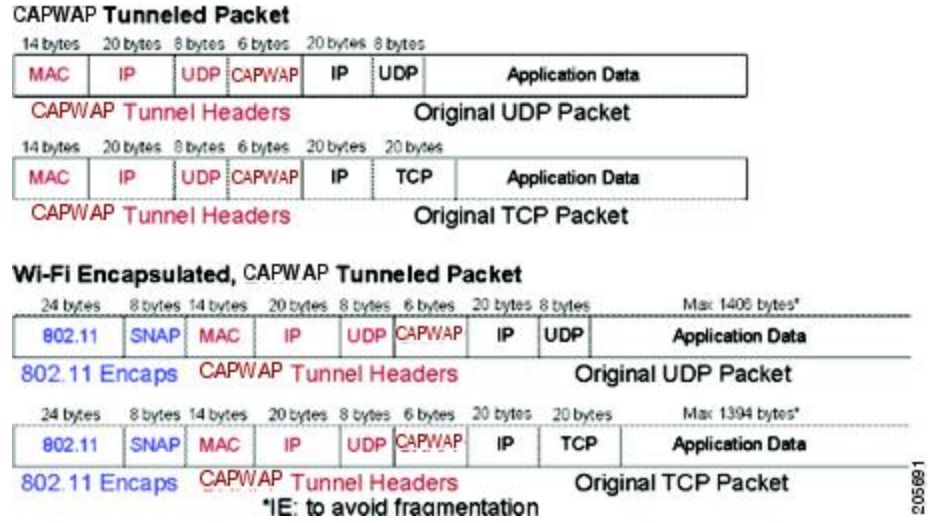 CAPWAP Tunneled Packet
14 bytes 20 bytes 8 bytes 6 bytes 20 bytes 8 bytes
MAC IP UDP CAPWAP IP UDP Application Data
CAPWAP Tunnel Headers Original UDP Packet
14 bytes 20 bytes 8 bytes 6 bytes 20 bytes 20 bytes
MAC IP UDP CAPWAP IP TCP Application Data
CAPWAP Tunnel Headers Original TCP Packet
Wi-Fi Encapsulated, CAPWAP Tunneled Packet
24 bytes 8 bytes 14 bytes 20 bytes 8 bytes 6 bytes 20 bytes 8 bytes Max 1406 bytes*
802.11 SNAP MAC IP UDP CAPWAP IP UDP Application Data
802.11 Encaps CAPWAP Tunnel Headers Original UDP Packet
24 bytes 8 bytes 14 bytes 20 bytes 8 bytes 6 bytes 20 bytes 20 bytes Max 1394 bytes*
802.11 SNAP MAC IP UDP CAPWAP IP TCP Application Data
802.11 Encaps CAPWAP Tunnel Headers Original TCP Packet
*IE: to avoid fragmentation
205691